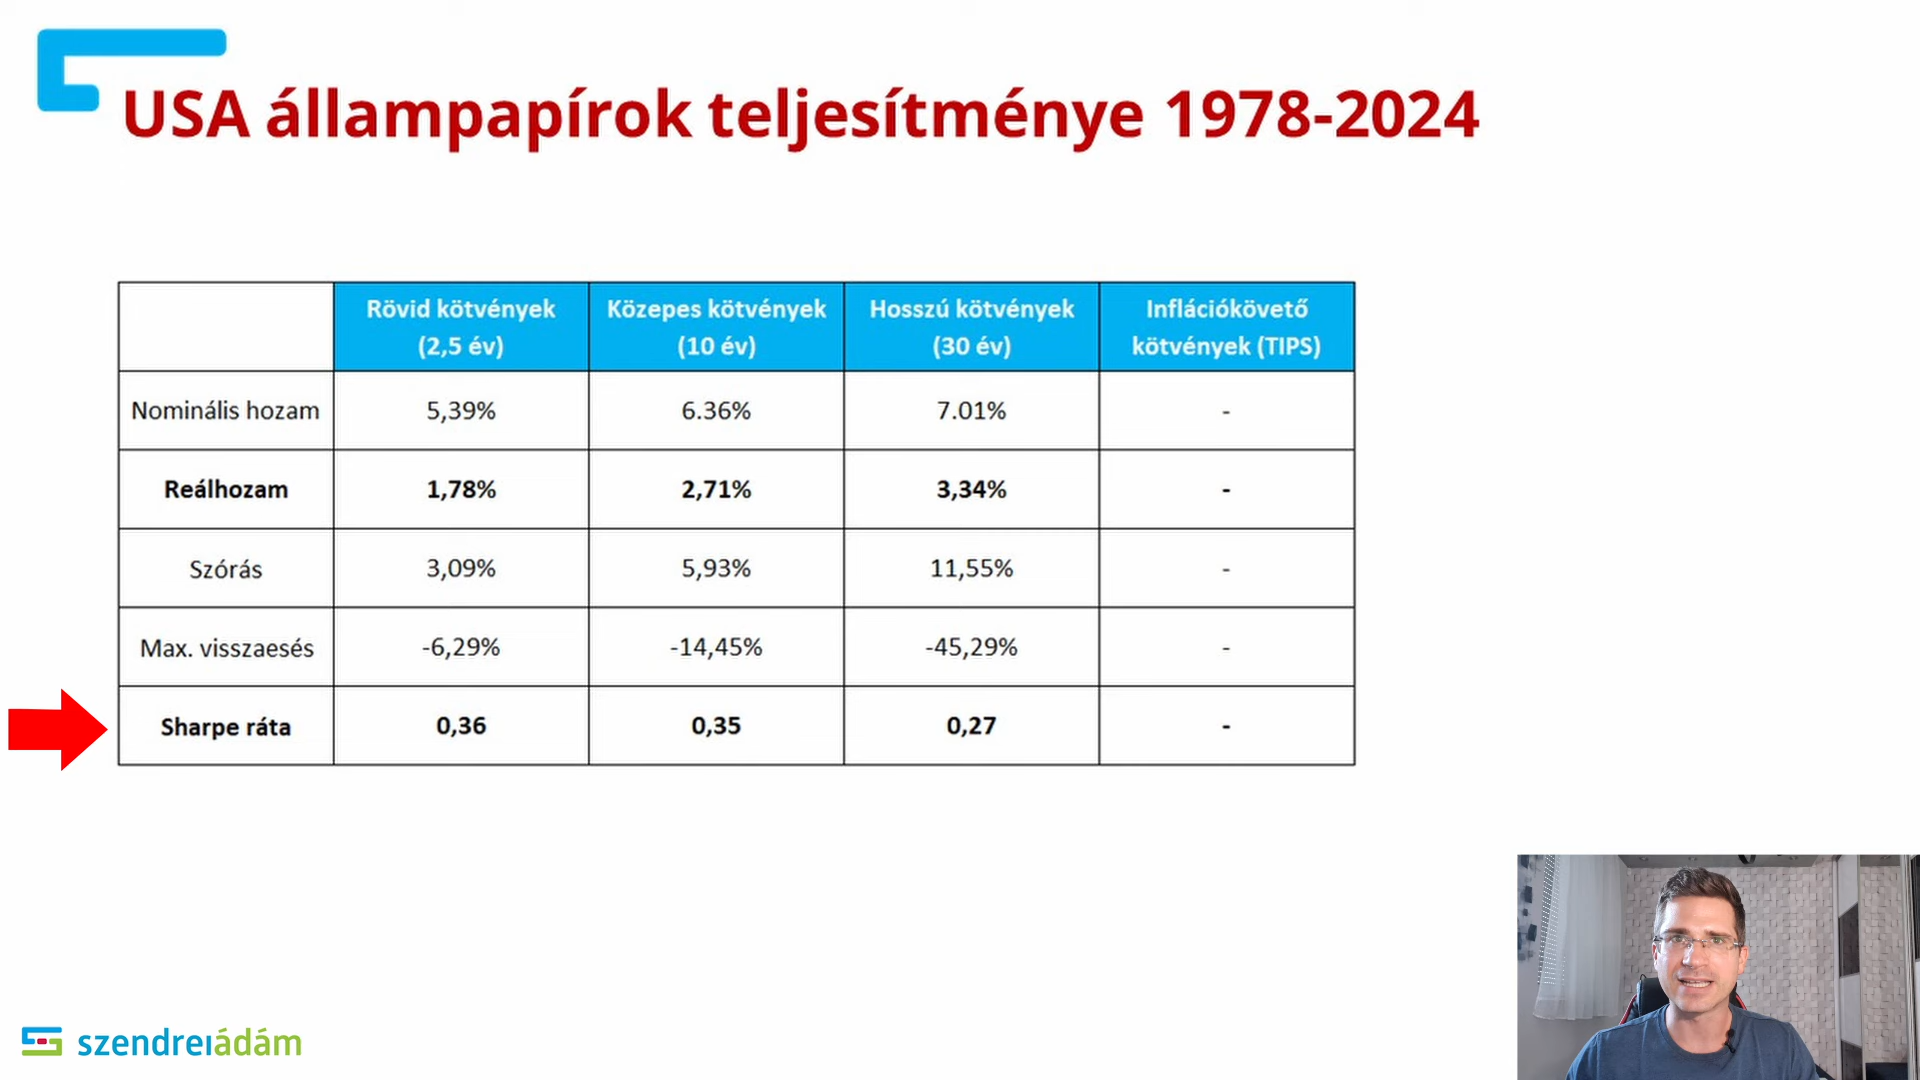 USA állampapírok teljesítménye 1978-2024
Rövid kötvények (2,5 év)
Közepes kötvények (10 év)
Hosszú kötvények (30 év)
Inflációkövető kötvények (TIPS)
Nominális hozam 5,39% 6.36% 7.01% -
Reálhozam 1,78% 2,71% 3,34% -
Szórás 3,09% 5,93% 11,55% -
Max. visszaesés -6,29% -14,45% -45,29% -
Sharpe ráta 0,36 0,35 0,27 -
szendreiádám